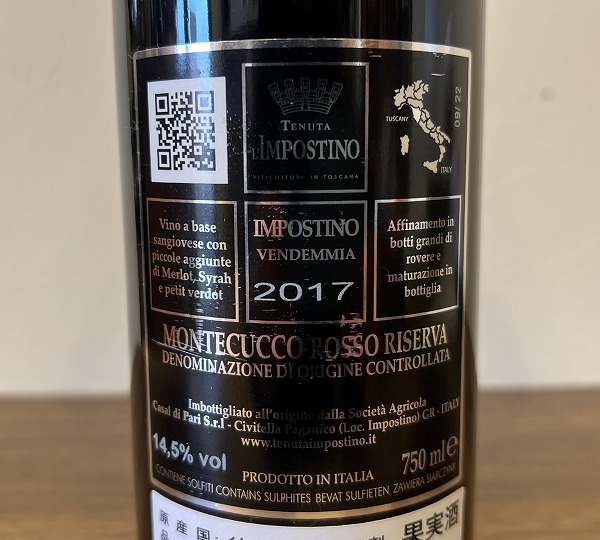 TENUTA
L'IMPOSTINO
VITICOLTORI IN TOSCANA
TUSCANY
ITALY
09/ 22
Vino a base
sangiovese con
piccole aggiunte
di Merlot, Syrah
e petit verdot
IMPOSTINO
VENDEMMIA
2017
Affinamento in
botti grandi di
rovere e
maturazione in
bottiglia
MONTECUCCO ROSSO RISERVA
DENOMINAZIONE DI ORIGINE CONTROLLATA
Imbottigliato all'origine dalla Società Agricola
Casal di Pari S.r.l - Civitella Paganico (Loc. Impostino) GR - ITALY
www.tenutaimpostino.it
14,5% vol
750 ml e
PRODOTTO IN ITALIA
CONTIENE SOLFITI CONTAINS SULPHITES BEVAT SULFIETEN ZAWIERA SIARCZYNY
原産国
果実酒